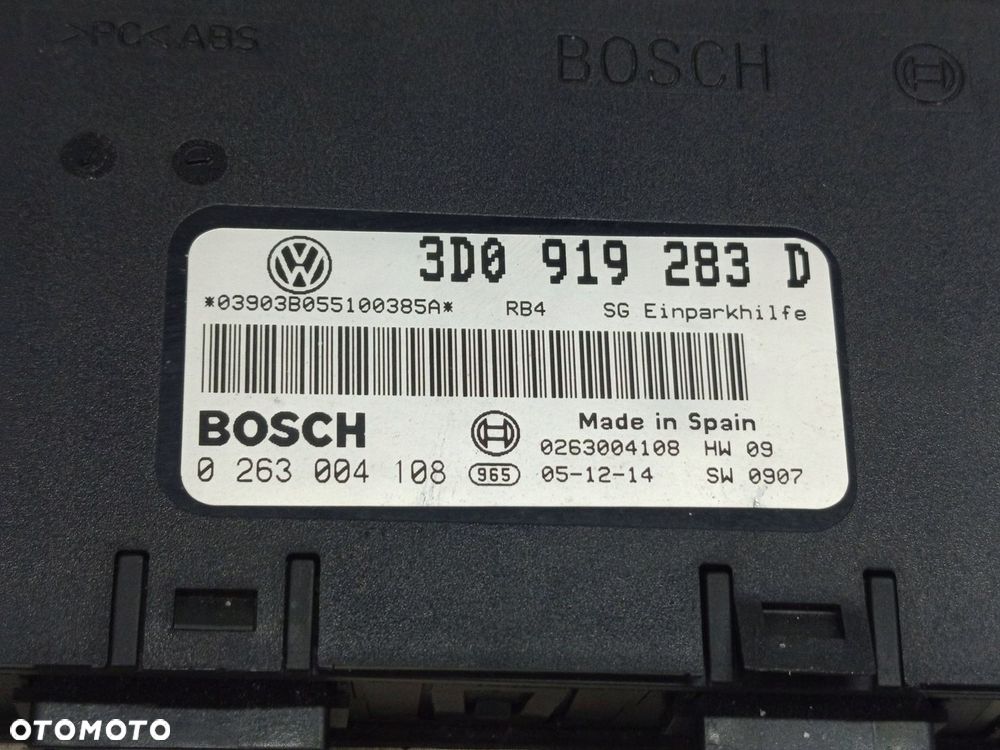 >PC<ABS
BOSCH
3D0 919 283 D
*03903B055100385A* RB4 SG Einparkhilfe
BOSCH
Made in Spain
0263004108 HW 09
0 263 004 108 965 05-12-14 SW 0907
OTOMOTO